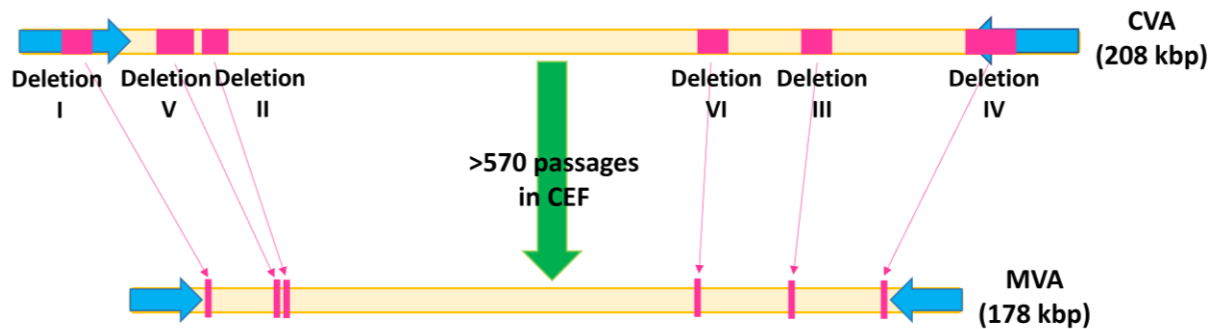 CVA
(208 kbp)
Deletion
I
Deletion
V
Deletion
II
Deletion
VI
Deletion
III
Deletion
IV
>570 passages
in CEF
MVA
(178 kbp)